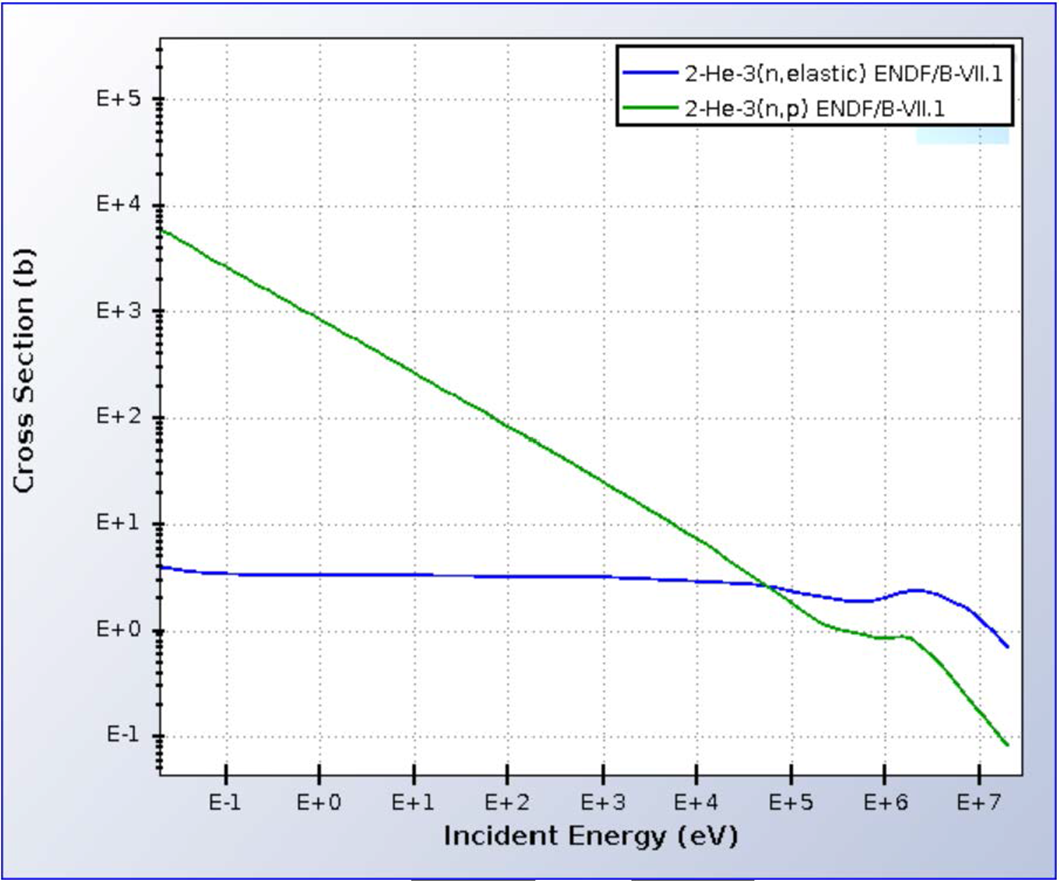 2-He-3(n,elastic) ENDF/B-VII.1
2-He-3(n,p) ENDF/B-VII.1
Cross Section (b)
E+5
E+4
E+3
E+2
E+1
E+0
E-1
E-1 E+0 E+1 E+2 E+3 E+4 E+5 E+6 E+7
Incident Energy (eV)